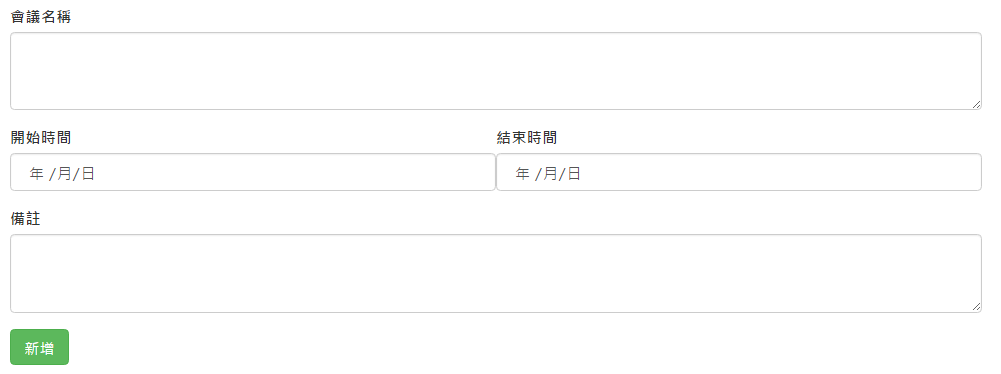 會議名稱
開始時間 結束時間
年 /月/日 年 /月/日
備註
新增